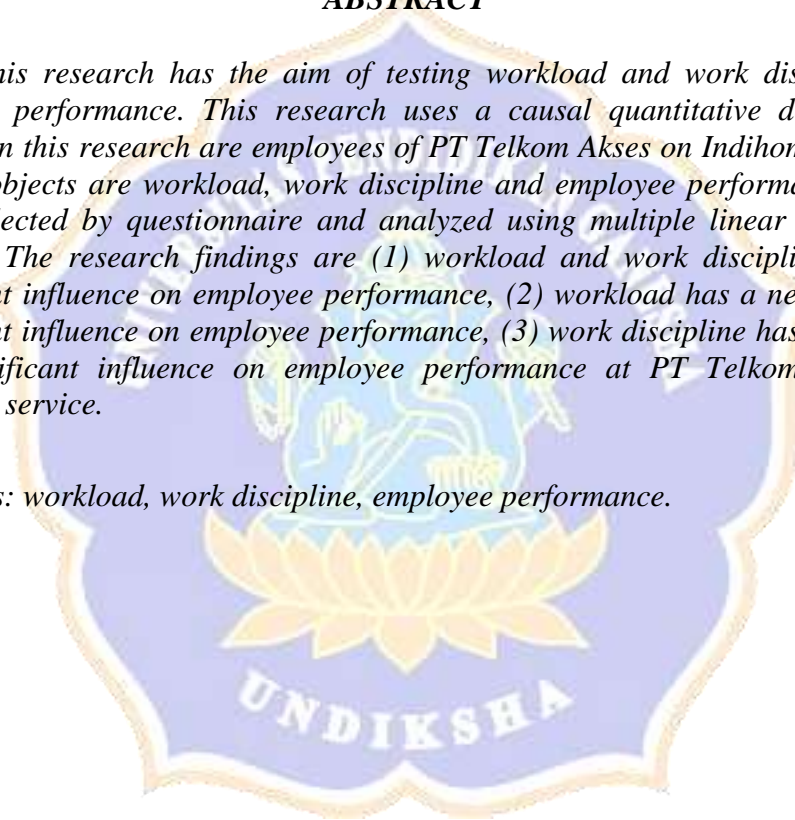 ABSTRACT
his research has the aim of testing workload and work dis
performance. This research uses a causal quantitative d
n this research are employees of PT Telkom Akses on Indihom
bjects are workload, work discipline and employee performa
lected by questionnaire and analyzed using multiple linear
The research findings are (1) workload and work discipli
nt influence on employee performance, (2) workload has a ne
nt influence on employee performance, (3) work discipline has
ificant influence on employee performance at PT Telkom
service.
s: workload, work discipline, employee performance.
UNDIKSHA